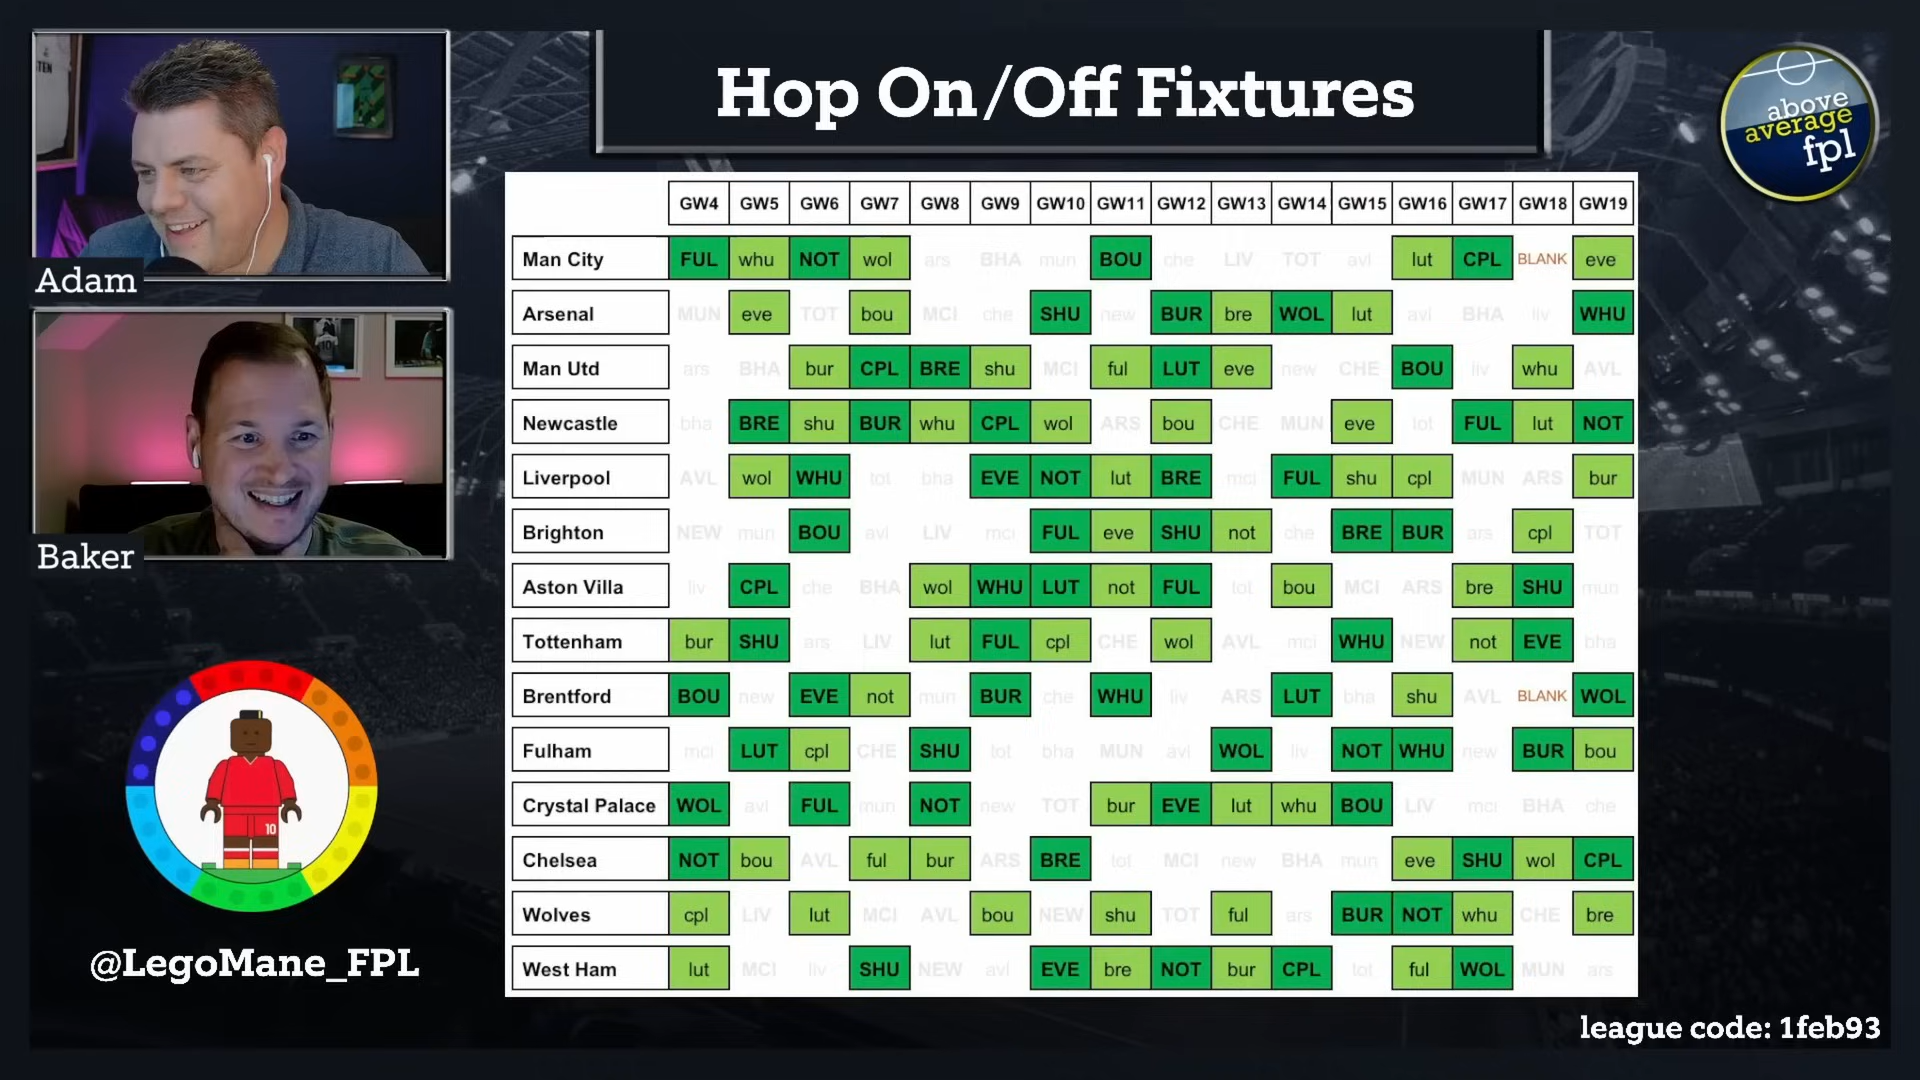 TEN
Adam
Baker
10
@LegoMane_FPL
Hop On/Off Fixtures
above
average
fpl
GW4 GW5 GW6 GW7 GW8 GW9 GW10 GW11 GW12 GW13 GW14 GW15 GW16 GW17 GW18 GW19
Man City FUL whu NOT wol ars BHA mun BOU che LIV TOT avl lut CPL BLANK eve
Arsenal MUN eve TOT bou MCI che SHU new BUR bre WOL lut avl BHA liv WHU
Man Utd ars BHA bur CPL BRE shu MCI ful LUT eve new CHE BOU liv whu AVL
Newcastle bha BRE shu BUR whu CPL wol ARS bou CHE MUN eve tot FUL lut NOT
Liverpool AVL wol WHU tot bha EVE NOT lut BRE mci FUL shu cpl MUN ARS bur
Brighton NEW mun BOU avl LIV mci FUL eve SHU not che BRE BUR ars cpl TOT
Aston Villa liv CPL che BHA wol WHU LUT not FUL tot bou MCI ARS bre SHU mun
Tottenham bur SHU ars LIV lut FUL cpl CHE wol AVL mci WHU NEW not EVE bha
Brentford BOU new EVE not mun BUR che WHU liv ARS LUT bha shu AVL BLANK WOL
Fulham mci LUT cpl CHE SHU tot bha MUN avl WOL liv NOT WHU new BUR bou
Crystal Palace WOL avl FUL mun NOT new TOT bur EVE lut whu BOU LIV mci BHA che
Chelsea NOT bou AVL ful bur ARS BRE tot MCI new BHA mun eve SHU wol CPL
Wolves cpl LIV lut MCI AVL bou NEW shu TOT ful ars BUR NOT whu CHE bre
West Ham lut MCI liv SHU NEW avl EVE bre NOT bur CPL tot ful WOL MUN ars
league code: 1feb93